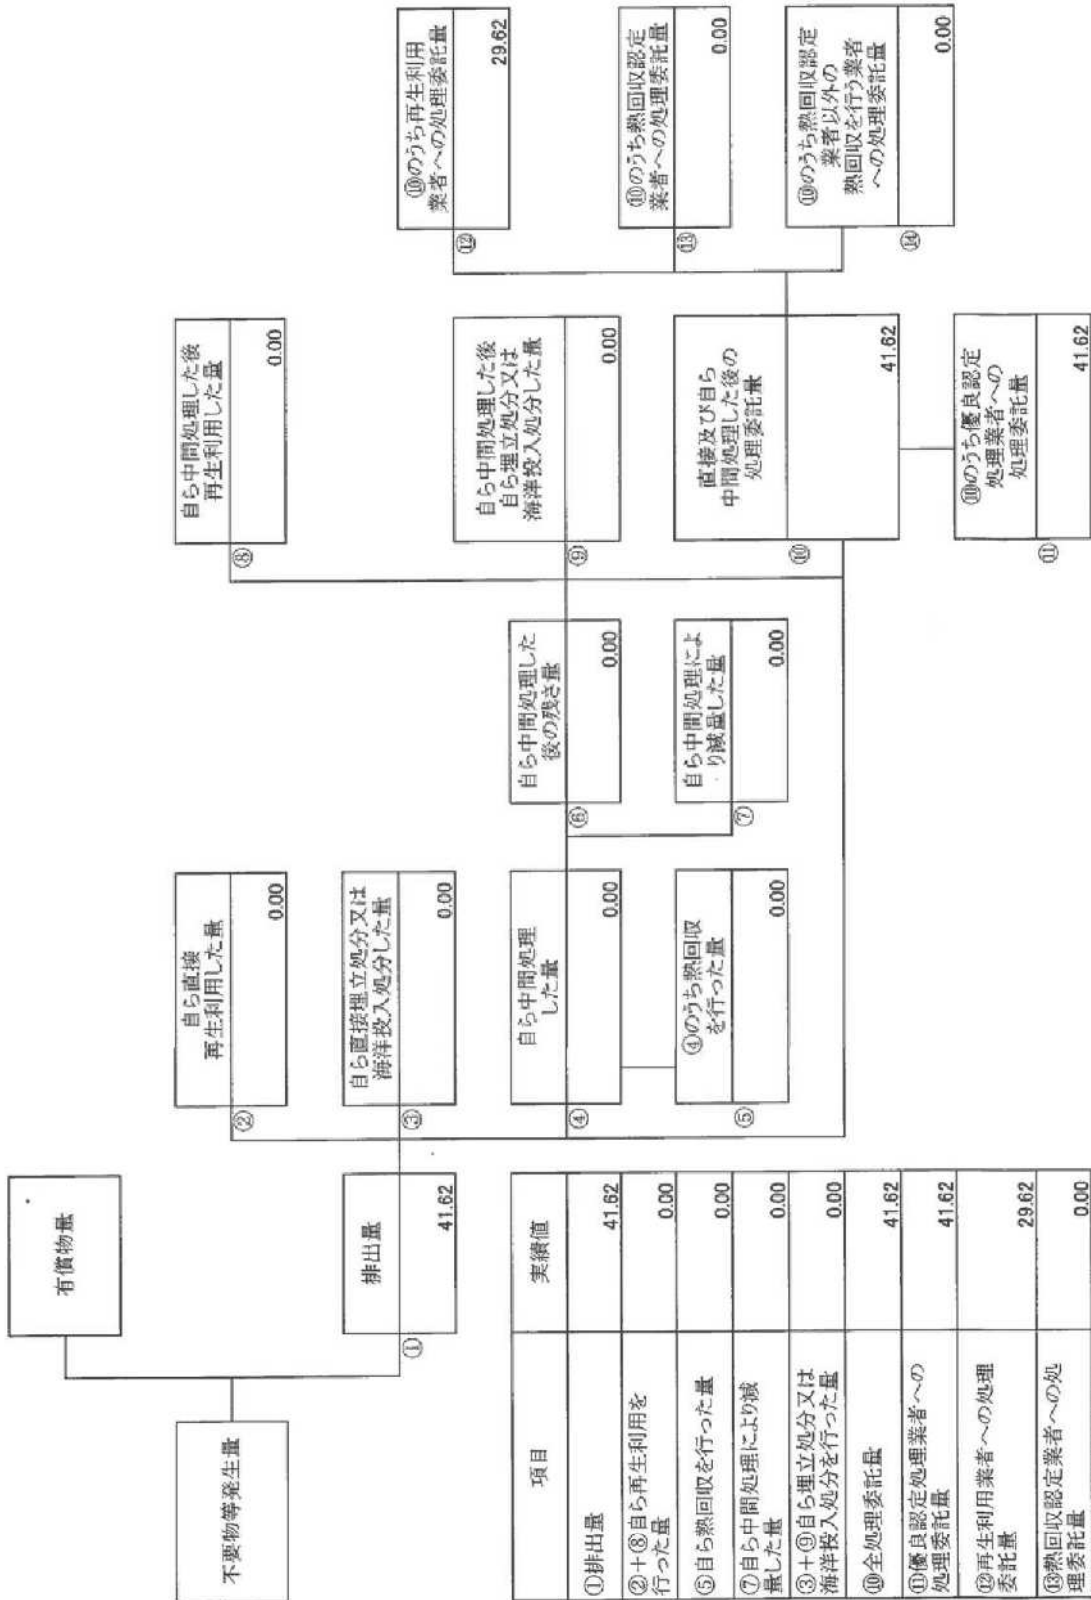 不要物等発生量
有償物量
排出量
①
41.62
自ら直接
再生利用した量
②
0.00
自ら直接埋立処分又は
海洋投入処分した量
③
0.00
自ら中間処理
した量
④
0.00
④のうち熱回収
を行った量
⑤
0.00
自ら中間処理した
後の残さ量
⑥
0.00
自ら中間処理によ
り減量した量
⑦
0.00
自ら中間処理した後
再生利用した量
⑧
0.00
自ら中間処理した後
自ら埋立処分又は
海洋投入処分した量
⑨
0.00
直接及び自ら
中間処理した後の
処理委託量
⑩
41.62
⑩のうち優良認定
処理業者への
処理委託量
⑪
41.62
⑩のうち再生利用
業者への処理委託量
⑫
29.62
⑩のうち熱回収認定
業者への処理委託量
⑬
0.00
⑩のうち熱回収認定
業者以外の
熱回収を行う業者
への処理委託量
⑭
0.00
項目 実績値
①排出量 41.62
②+⑧自ら再生利用を
行った量 0.00
⑤自ら熱回収を行った量 0.00
⑦自ら中間処理により減
量した量 0.00
③+⑨自ら埋立処分又は
海洋投入処分を行った量 0.00
⑩全処理委託量 41.62
⑪優良認定処理業者への
処理委託量 41.62
⑫再生利用業者への処理
委託量 29.62
⑬熱回収認定業者への処
理委託量 0.00